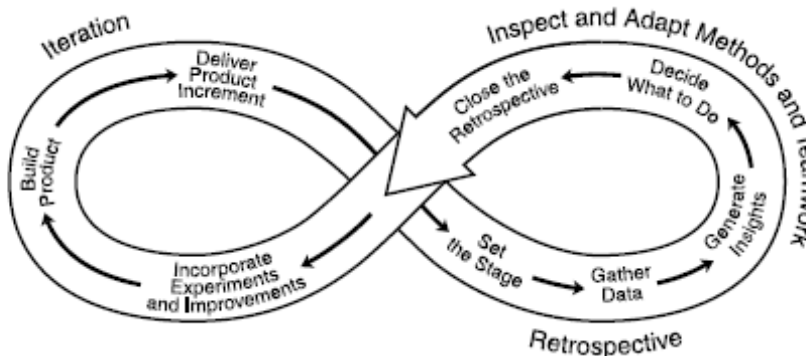 Iteration
Deliver
Product
Increment
Build
Product
Incorporate
Experiments
and Improvements
Inspect and Adapt Methods and Teamwork
Close the
Retrospective
Decide
What to Do
Generate
Insights
Gather
Data
Set
the Stage
Retrospective